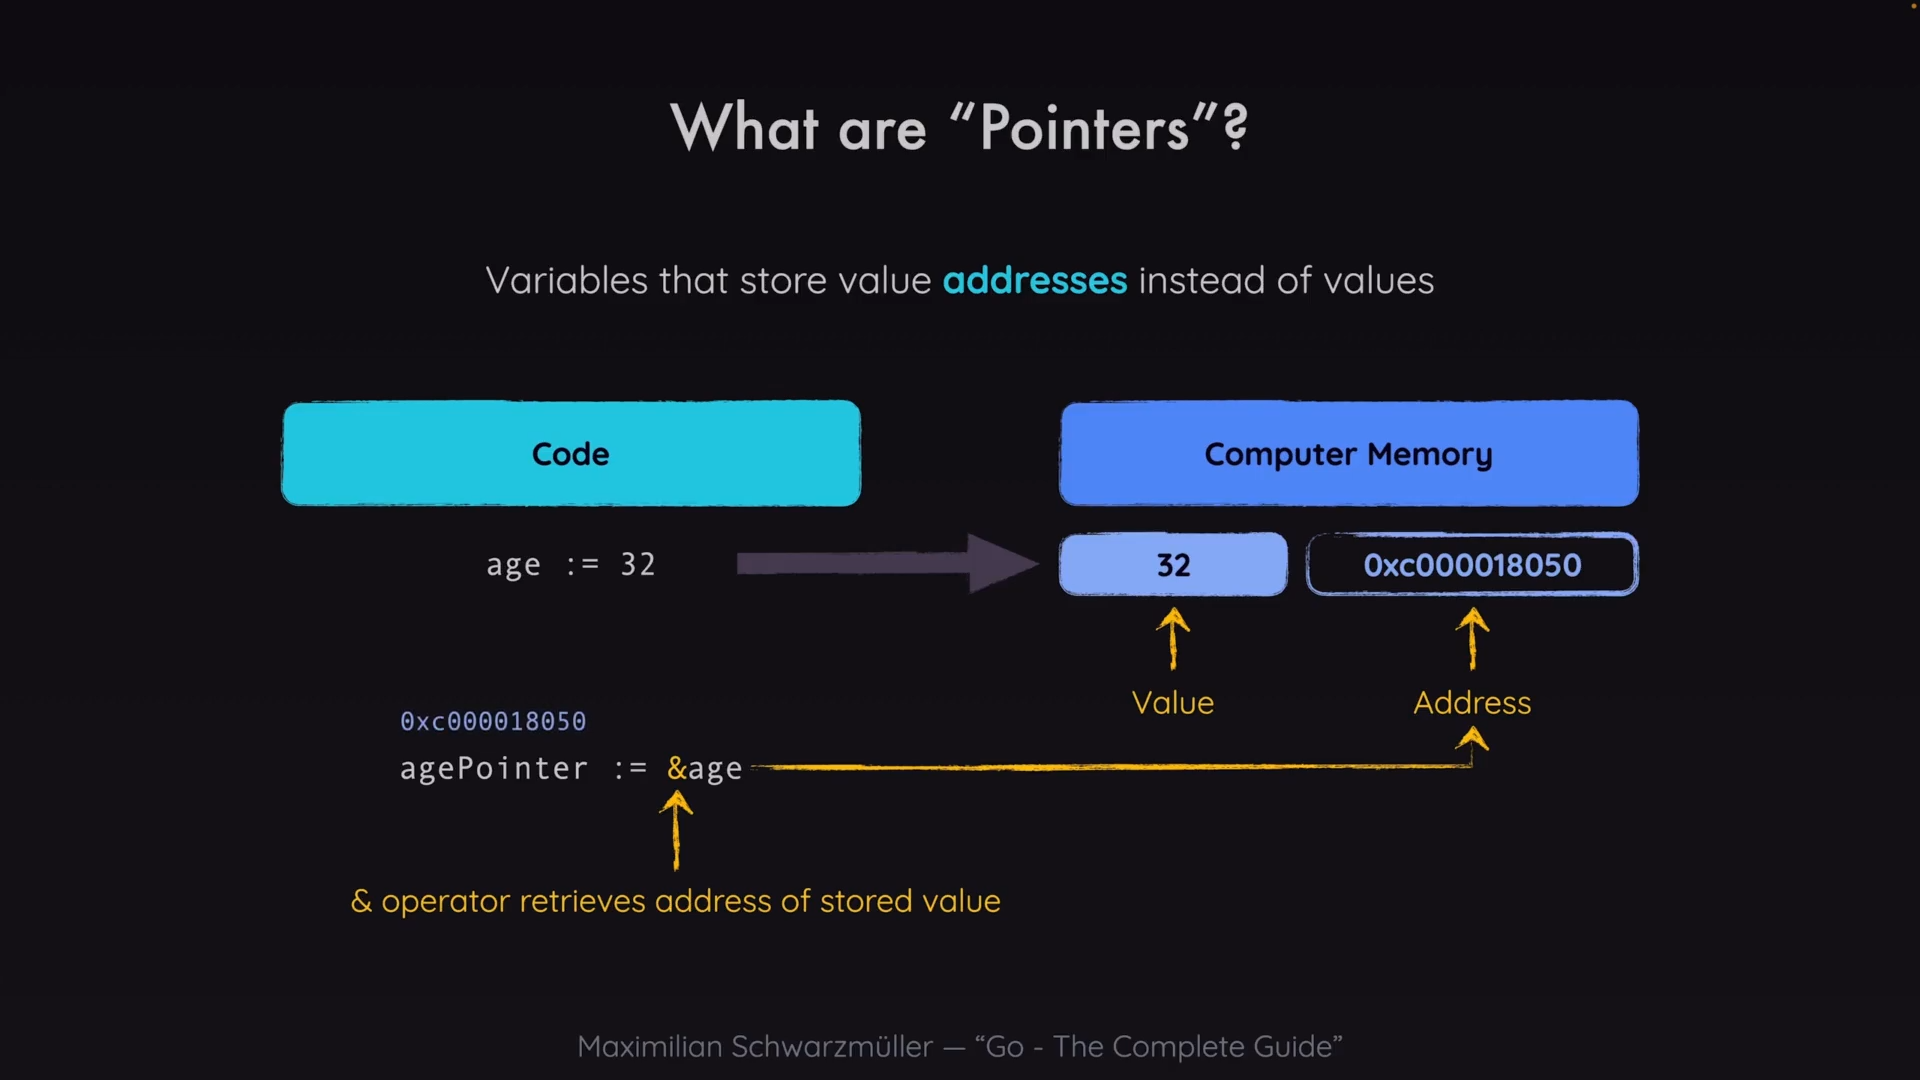 What are “Pointers”?
Variables that store value addresses instead of values
Code
Computer Memory
age := 32
32
0xc000018050
Value
Address
0xc000018050
agePointer := &age
& operator retrieves address of stored value
Maximilian Schwarzmüller — “Go - The Complete Guide”